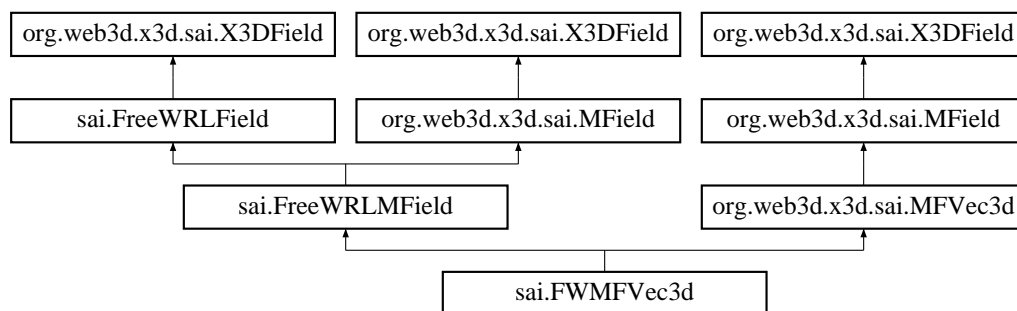 org.web3d.x3d.sai.X3DField
org.web3d.x3d.sai.X3DField
org.web3d.x3d.sai.X3DField
sai.FreeWRLField
org.web3d.x3d.sai.MField
org.web3d.x3d.sai.MField
sai.FreeWRLMField
org.web3d.x3d.sai.MFVec3d
sai.FWMFVec3d